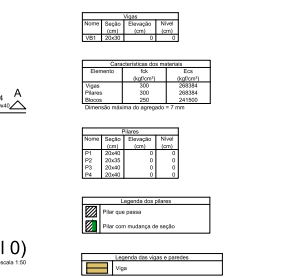 Vigas
Nome Seção Elevação Nível
(cm) (cm) (cm)
VB1 20x30 0 0
Características dos materiais
Elemento fck Ecs
(kgf/cm²) (kgf/cm²)
Vigas 300 268384
Pilares 300 268384
Blocos 250 241500
Dimensão máxima do agregado = 7 mm
A
Pilares
Nome Seção Elevação Nível
(cm) (cm) (cm)
P1 20x40 0 0
P2 20x35 0 0
P3 20x40 0 0
P4 20x40 0 0
Legenda dos pilares
Pilar que passa
Pilar com mudança de seção
l 0)
escala 1:50
Legenda das vigas e paredes
Viga